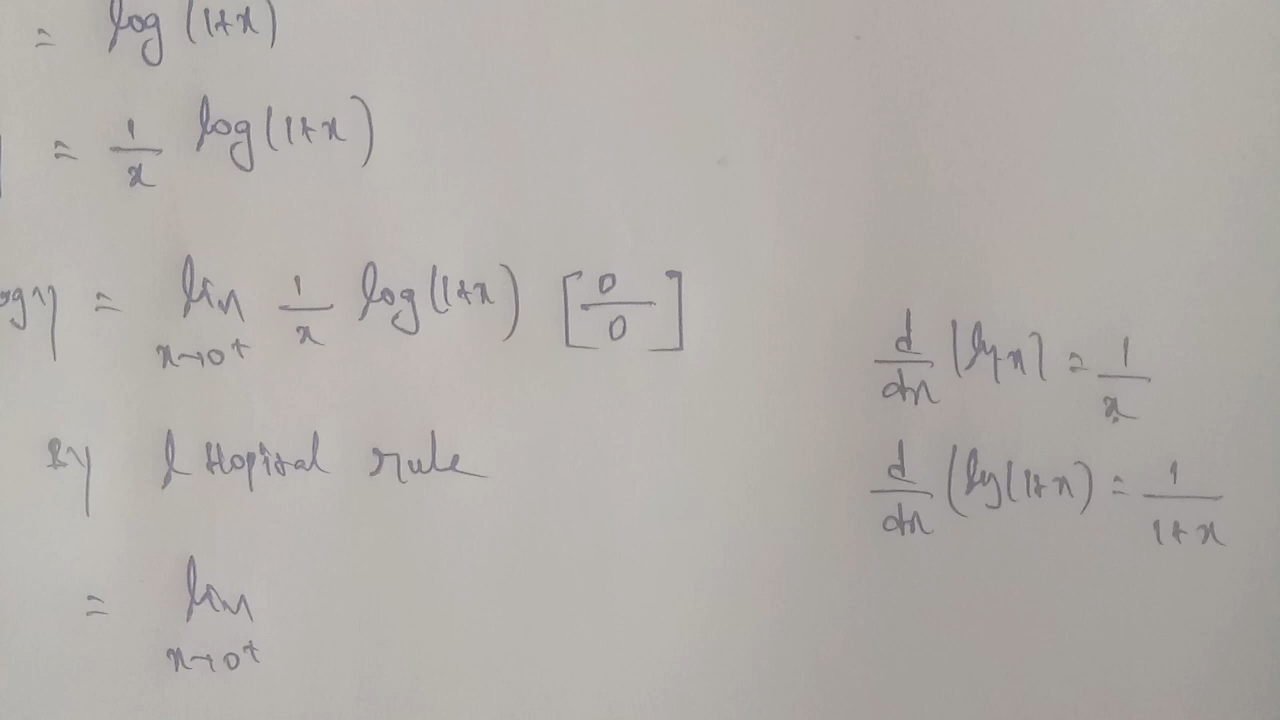 = log (1+x)
= 1/x log(1+x)
log y = lim x→0+ 1/x log(1+x) [0/0]
By L Hopital rule
= lim x→0+
d/dx (log x) = 1/x
d/dx (log(1+x)) = 1/1+x